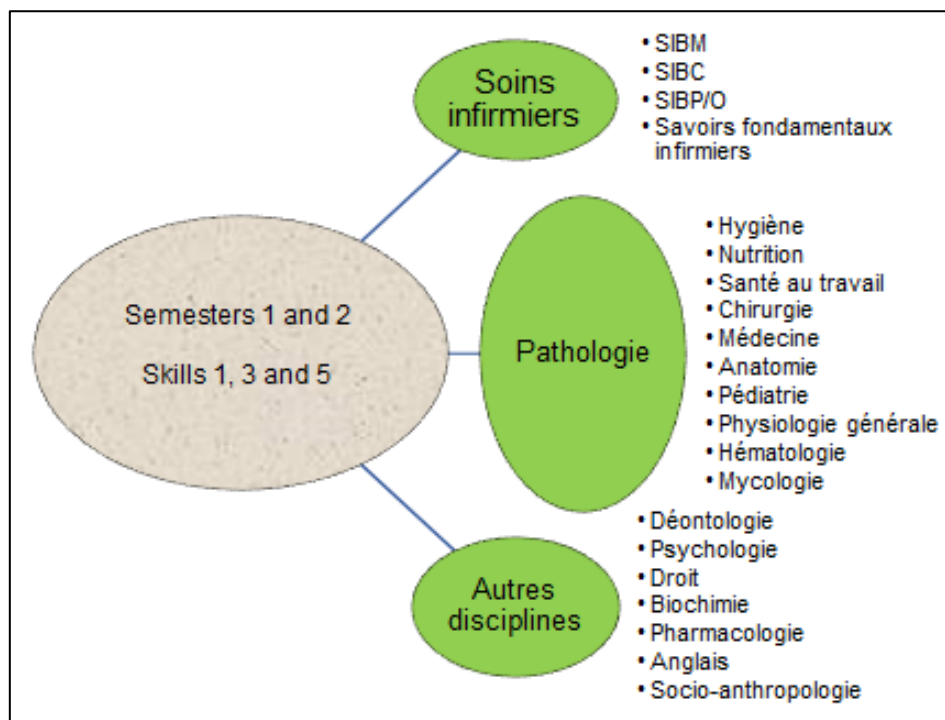 Soins
infirmiers
• SIBM
• SIBC
• SIBP/O
• Savoirs fondamentaux
infirmiers
Semesters 1 and 2
Skills 1, 3 and 5
Pathologie
• Hygiène
• Nutrition
• Santé au travail
• Chirurgie
• Médecine
• Anatomie
• Pédiatrie
• Physiologie générale
• Hématologie
• Mycologie
Autres
disciplines
• Déontologie
• Psychologie
• Droit
• Biochimie
• Pharmacologie
• Anglais
• Socio-anthropologie